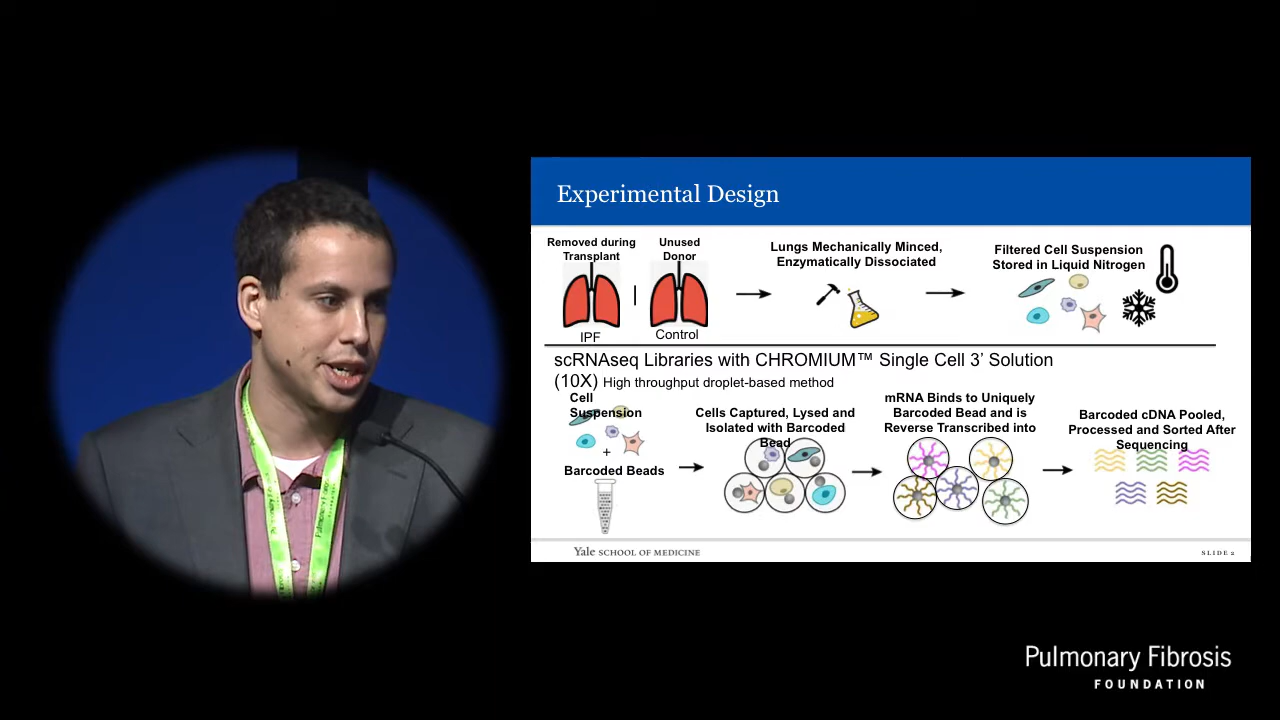 Experimental Design
Removed during
Transplant
Unused
Donor
IPF
Control
Lungs Mechanically Minced,
Enzymatically Dissociated
Filtered Cell Suspension
Stored in Liquid Nitrogen
scRNAseq Libraries with CHROMIUM™ Single Cell 3’ Solution
(10X) High throughput droplet-based method
Cell
Suspension
+
Barcoded Beads
Cells Captured, Lysed and
Isolated with Barcoded
Bead
mRNA Binds to Uniquely
Barcoded Bead and is
Reverse Transcribed into
Barcoded cDNA Pooled,
Processed and Sorted After
Sequencing
Yale SCHOOL OF MEDICINE
SLIDE 2
Pulmonary Fibrosis
FOUNDATION